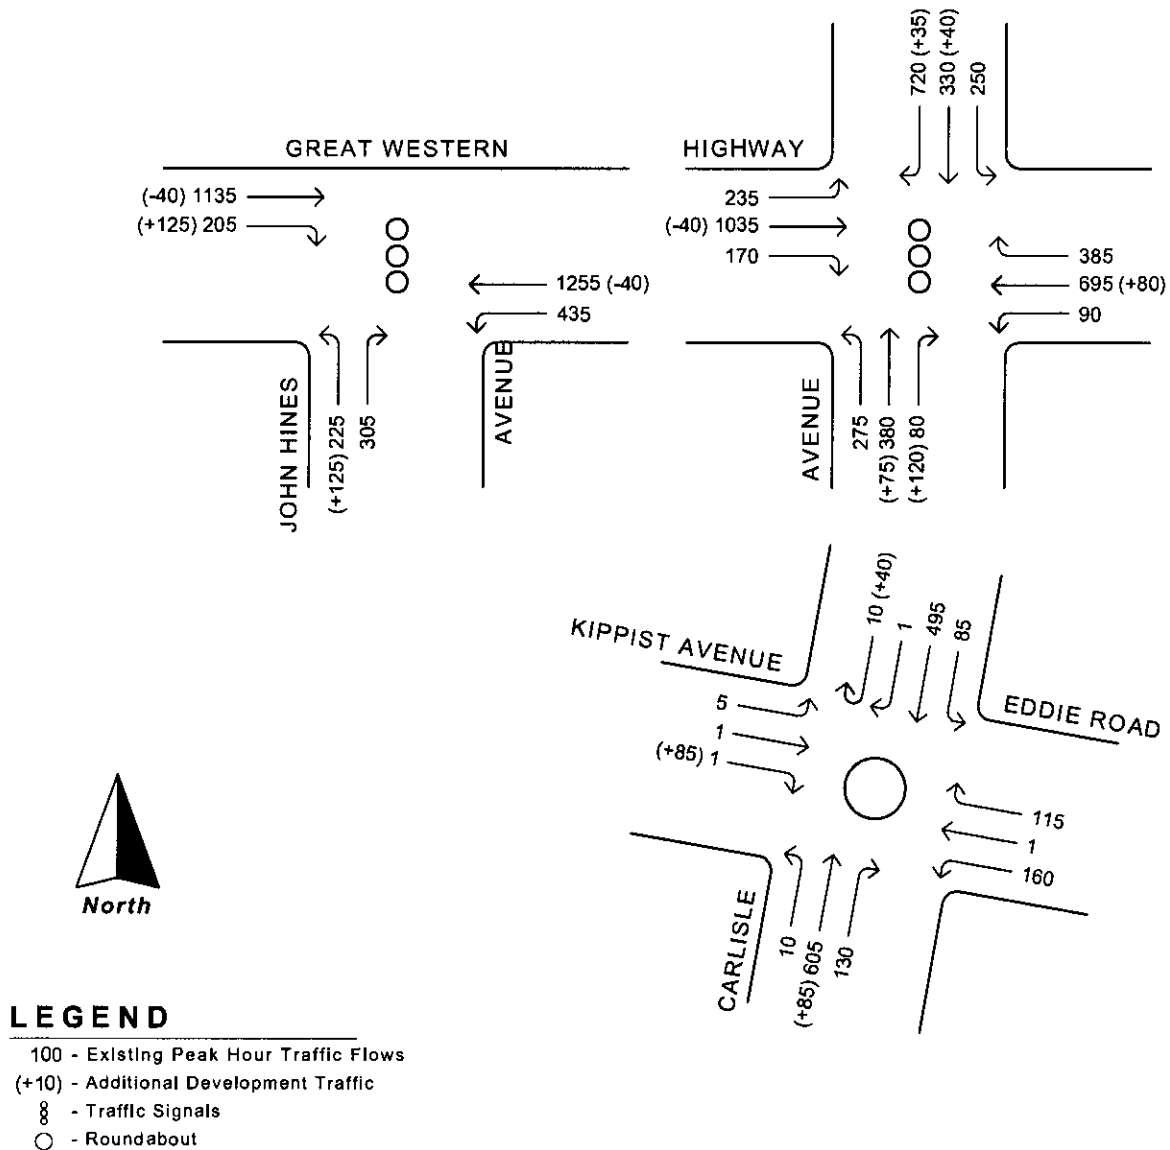 720 (+35)
330 (+40)
250
GREAT WESTERN
HIGHWAY
(-40) 1135
(+125) 205
1255 (-40)
435
235
(-40) 1035
170
385
695 (+80)
90
JOHN HINES
AVENUE
(+125) 225
305
AVENUE
275
(+75) 380
(+120) 80
KIPPIST AVENUE
10 (+40)
1
495
85
EDDIE ROAD
5
1
(+85) 1
115
1
160
CARLISLE
10
(+85) 605
130
North
LEGEND
100 - Existing Peak Hour Traffic Flows
(+10) - Additional Development Traffic
- Traffic Signals
- Roundabout